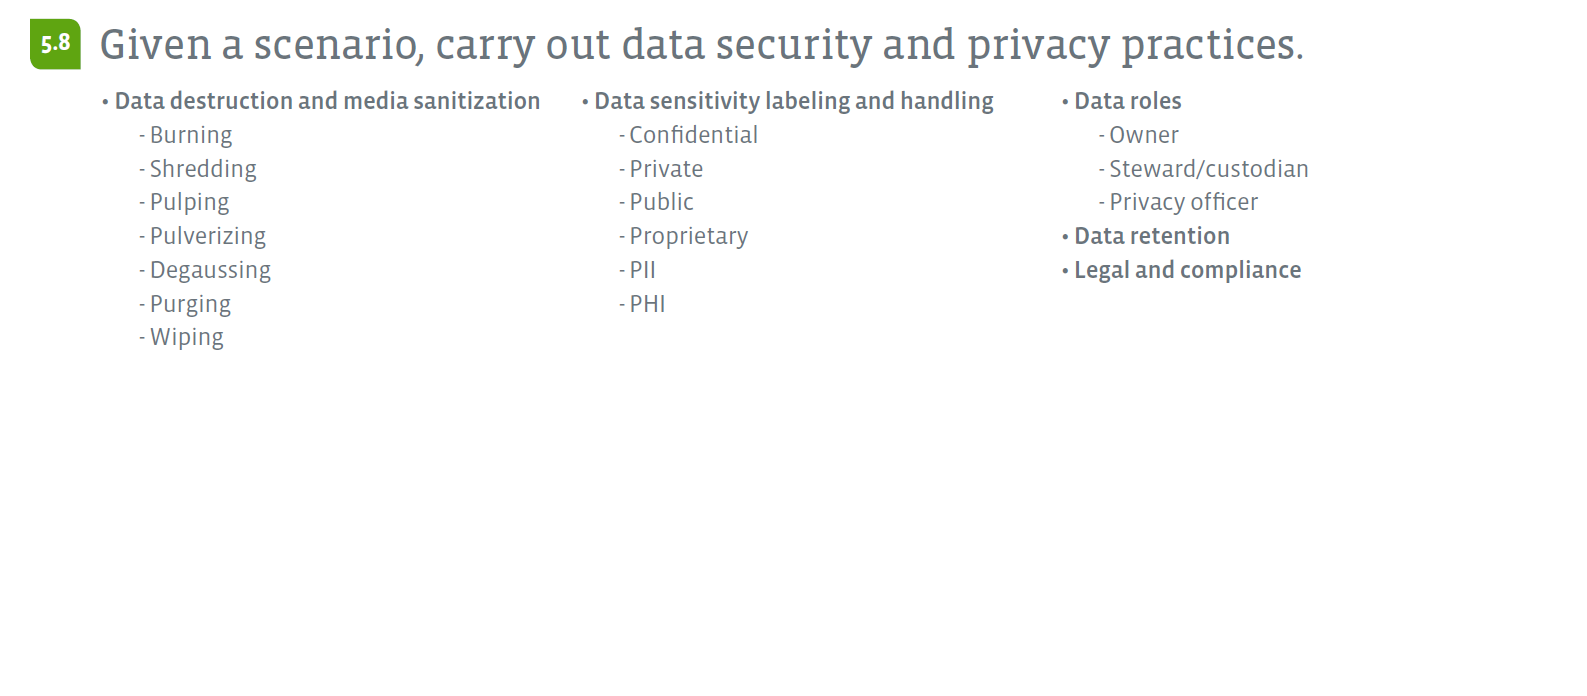 5.8 Given a scenario, carry out data security and privacy practices.
• Data destruction and media sanitization
- Burning
- Shredding
- Pulping
- Pulverizing
- Degaussing
- Purging
- Wiping
• Data sensitivity labeling and handling
- Confidential
- Private
- Public
- Proprietary
- PII
- PHI
• Data roles
- Owner
- Steward/custodian
- Privacy officer
• Data retention
• Legal and compliance